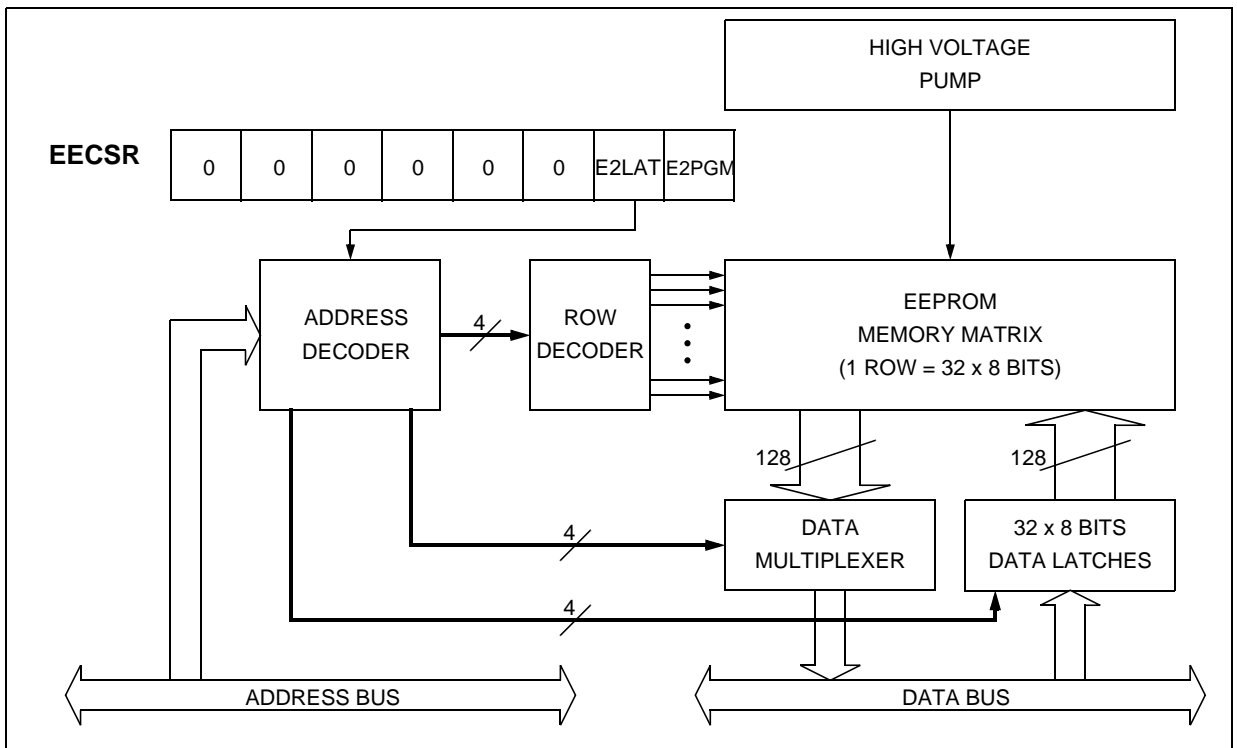 HIGH VOLTAGE
PUMP
EECSR
0 0 0 0 0 0 E2LAT E2PGM
ADDRESS
DECODER
4
ROW
DECODER
EEPROM
MEMORY MATRIX
(1 ROW = 32 x 8 BITS)
128
128
4
DATA
MULTIPLEXER
32 x 8 BITS
DATA LATCHES
4
ADDRESS BUS
DATA BUS